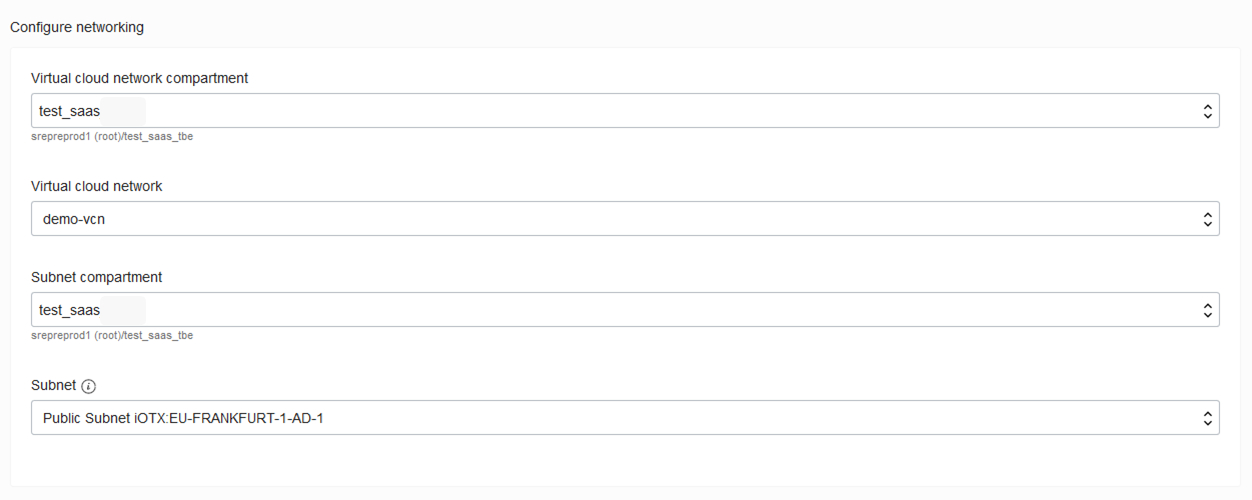 Configure networking
Virtual cloud network compartment
test_saas
srepreprod1 (root)/test_saas_tbe
Virtual cloud network
demo-vcn
Subnet compartment
test_saas
srepreprod1 (root)/test_saas_tbe
Subnet
Public Subnet iOTX:EU-FRANKFURT-1-AD-1